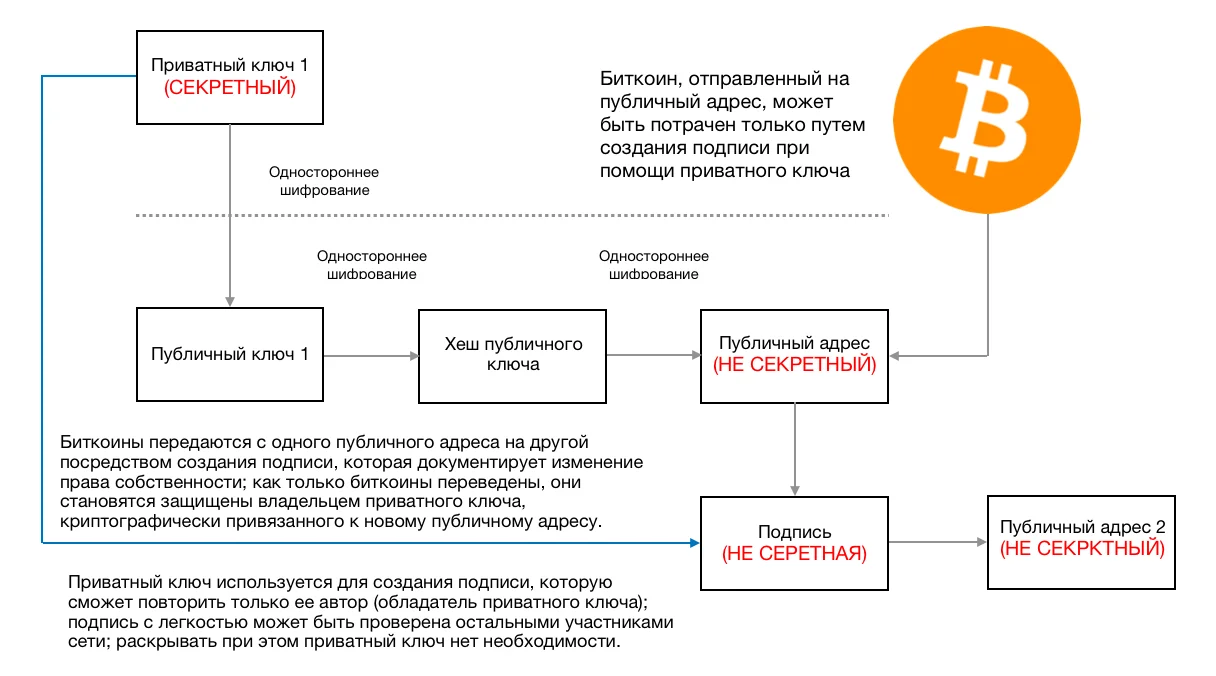 Приватный ключ 1
(СЕКРЕТНЫЙ)
Биткоин, отправленный на
публичный адрес, может
быть потрачен только путем
создания подписи при
помощи приватного ключа
Одностороннее
шифрование
Одностороннее
шифрование
Одностороннее
шифрование
Публичный ключ 1
Хеш публичного
ключа
Публичный адрес
(НЕ СЕКРЕТНЫЙ)
Биткоины передаются с одного публичного адреса на другой
посредством создания подписи, которая документирует изменение
права собственности; как только биткоины переведены, они
становятся защищены владельцем приватного ключа,
криптографически привязанного к новому публичному адресу.
Подпись
(НЕ СЕРЕТНАЯ)
Публичный адрес 2
(НЕ СЕКРКТНЫЙ)
Приватный ключ используется для создания подписи, которую
сможет повторить только ее автор (обладатель приватного ключа);
подпись с легкостью может быть проверена остальными участниками
сети; раскрывать при этом приватный ключ нет необходимости.